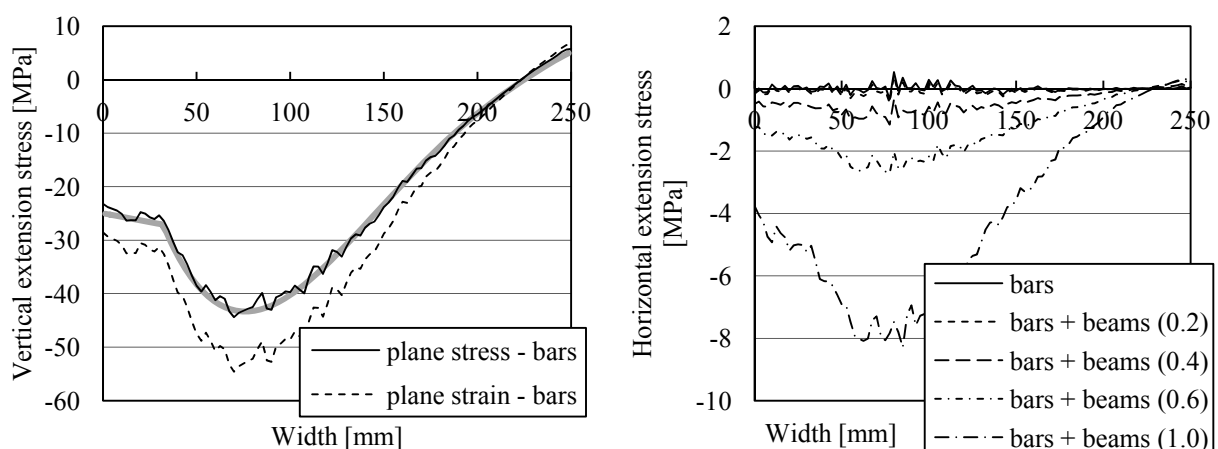 Vertical extension stress [MPa]
10
0
-10
-20
-30
-40
-50
-60
0
50
100
150
200
250
plane stress - bars
plane strain - bars
Width [mm]
Horizontal extension stress
[MPa]
2
0
-2
-4
-6
-8
-10
0
50
100
150
200
250
bars
bars + beams (0.2)
bars + beams (0.4)
bars + beams (0.6)
bars + beams (1.0)
Width [mm]